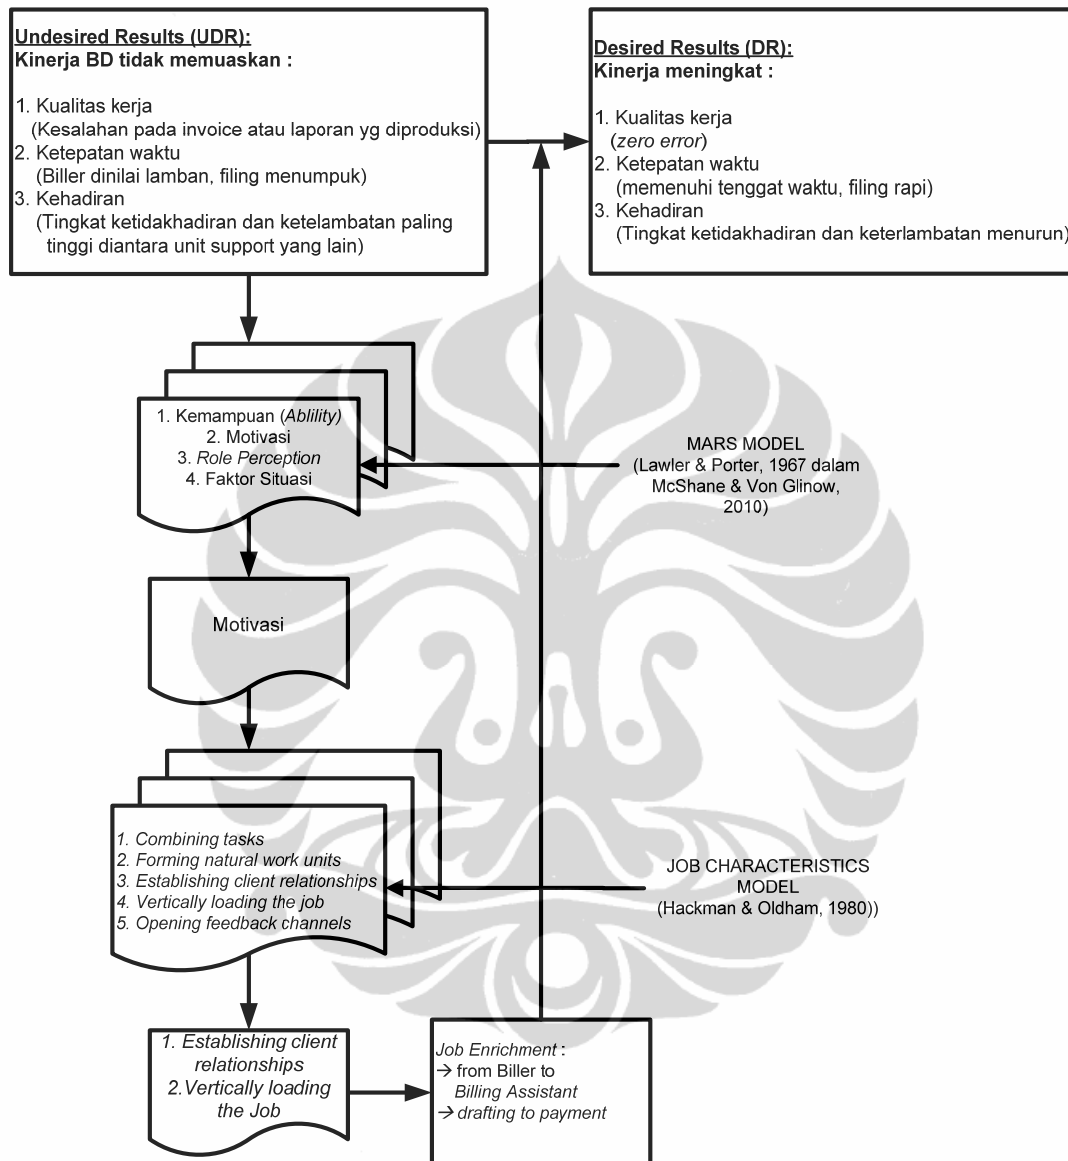 Undesired Results (UDR):
Kinerja BD tidak memuaskan :
1. Kualitas kerja
(Kesalahan pada invoice atau laporan yg diproduksi)
2. Ketepatan waktu
(Biller dinilai lamban, filing menumpuk)
3. Kehadiran
(Tingkat ketidakhadiran dan ketelambatan paling
tinggi diantara unit support yang lain)
Desired Results (DR):
Kinerja meningkat :
1. Kualitas kerja
(zero error)
2. Ketepatan waktu
(memenuhi tenggat waktu, filing rapi)
3. Kehadiran
(Tingkat ketidakhadiran dan keterlambatan menurun)
1. Kemampuan (Ablility)
2. Motivasi
3. Role Perception
4. Faktor Situasi
MARS MODEL
(Lawler & Porter, 1967 dalam
McShane & Von Glinow,
2010)
Motivasi
1. Combining tasks
2. Forming natural work units
3. Establishing client relationships
4. Vertically loading the job
5. Opening feedback channels
JOB CHARACTERISTICS
MODEL
(Hackman & Oldham, 1980))
1. Establishing client
relationships
2.Vertically loading
the Job
Job Enrichment :
→ from Biller to
Billing Assistant
→ drafting to payment